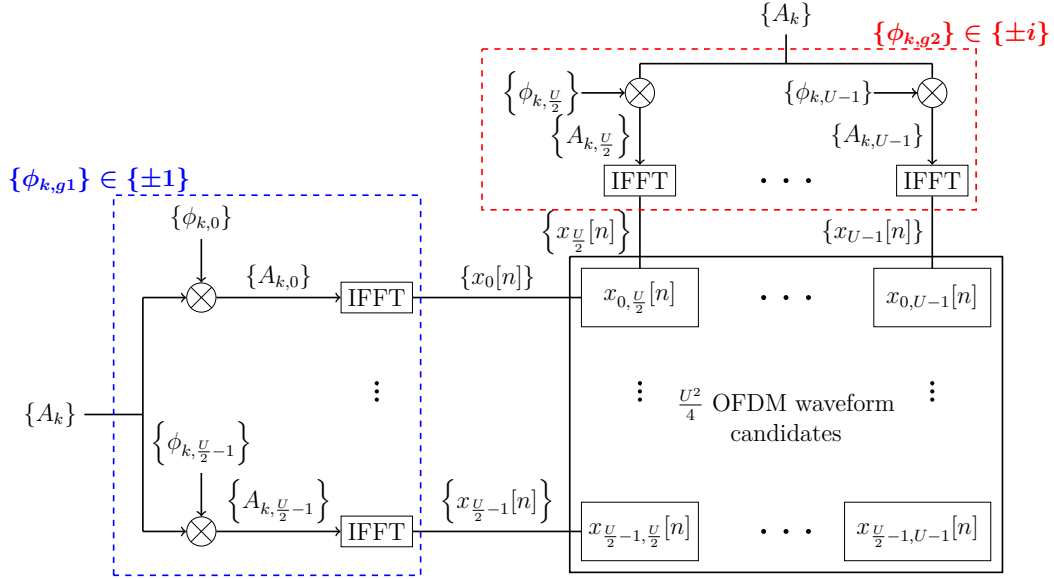 {A_k}
{ϕ_{k,g2}} ∈ {±i}
{ϕ_{k,U/2}}
{ϕ_{k,U−1}}
{A_{k,U/2}}
{A_{k,U−1}}
IFFT
· · ·
IFFT
{ϕ_{k,g1}} ∈ {±1}
{ϕ_{k,0}}
{x_{U/2}[n]}
{x_{U−1}[n]}
{A_{k,0}}
IFFT
{x_0[n]}
x_{0,U/2}[n]
· · ·
x_{0,U−1}[n]
{A_k}
⋮
⋮
U²/4 OFDM waveform
candidates
⋮
{ϕ_{k,U/2−1}}
{A_{k,U/2−1}}
IFFT
{x_{U/2−1}[n]}
x_{U/2−1,U/2}[n]
· · ·
x_{U/2−1,U−1}[n]